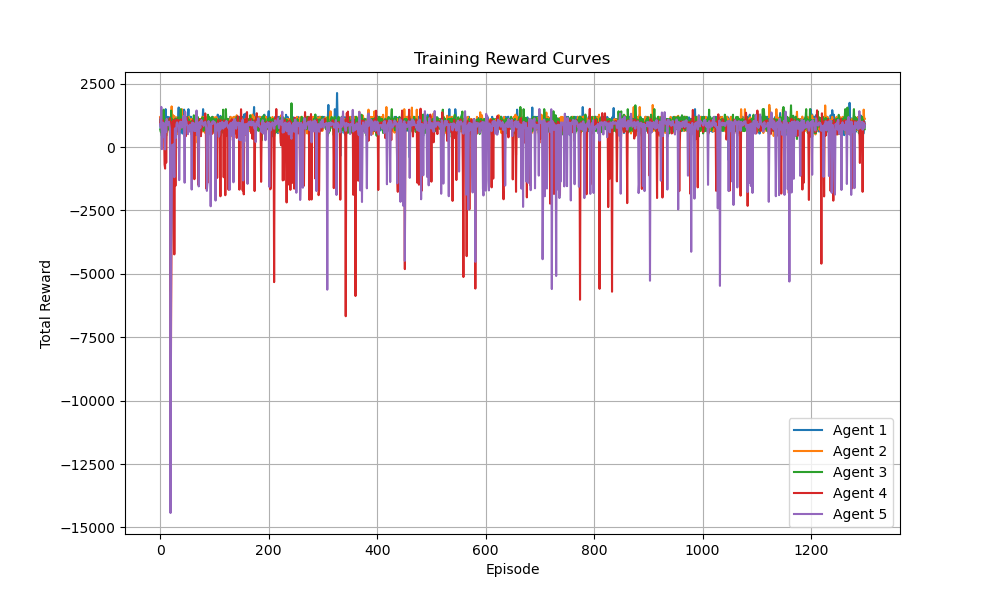 Training Reward Curves
2500
0
−2500
−5000
−7500
−10000
−12500
−15000
Total Reward
0 200 400 600 800 1000 1200
Episode
Agent 1
Agent 2
Agent 3
Agent 4
Agent 5